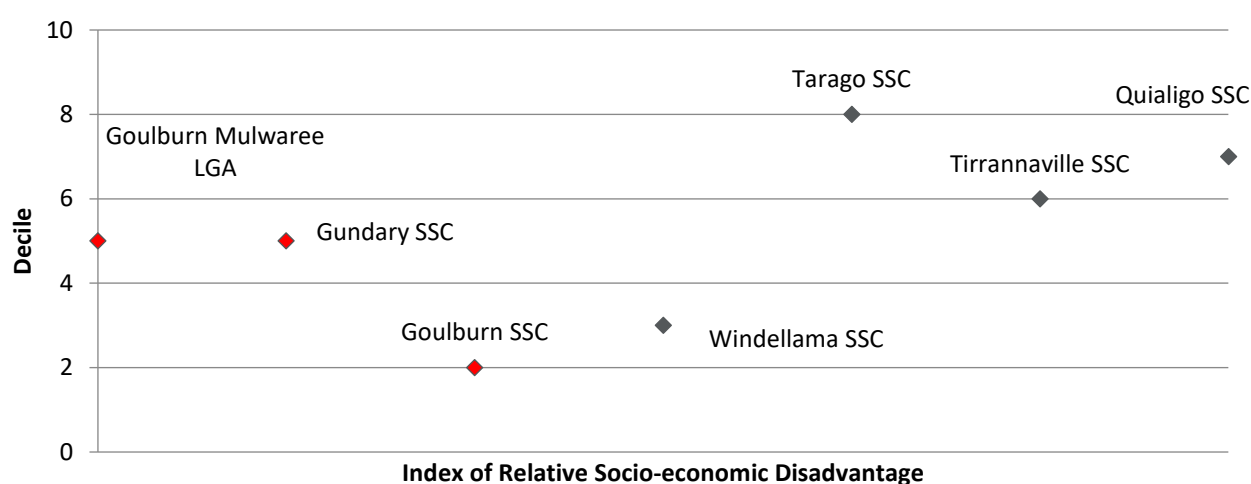 10
Tarago SSC
Quialigo SSC
8
Goulburn Mulwaree
LGA
Tirrannaville SSC
6
Gundary SSC
Decile
4
Goulburn SSC
Windellama SSC
2
0
Index of Relative Socio-economic Disadvantage